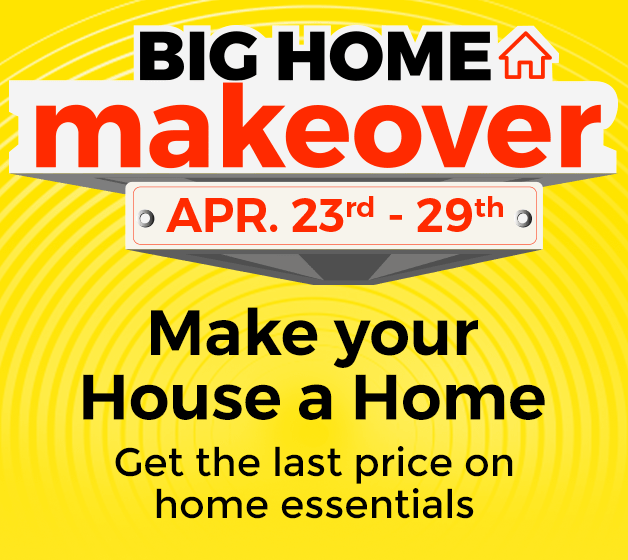 BIG HOME
makeover
APR. 23rd - 29th
Make your
House a Home
Get the last price on
home essentials